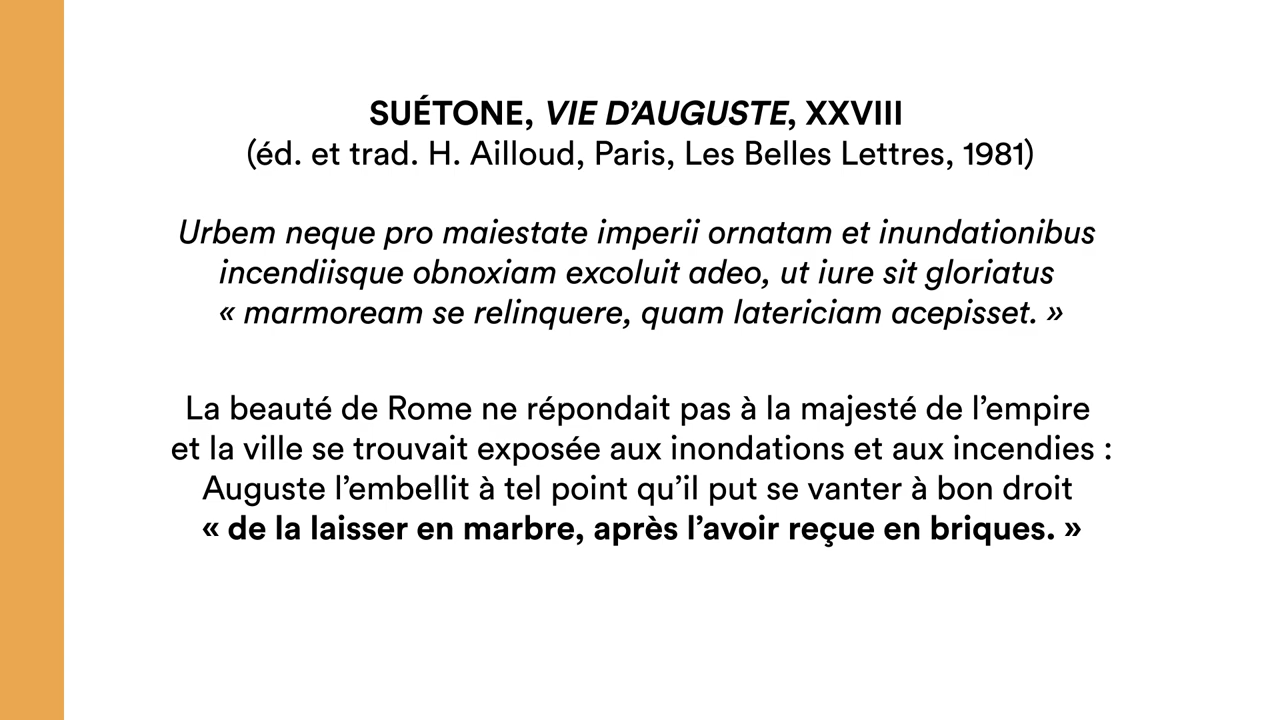 SUÉTONE, VIE D’AUGUSTE, XXVIII
(éd. et trad. H. Ailloud, Paris, Les Belles Lettres, 1981)
Urbem neque pro maiestate imperii ornatam et inundationibus
incendiisque obnoxiam excoluit adeo, ut iure sit gloriatus
« marmoream se relinquere, quam latericiam acepisset. »
La beauté de Rome ne répondait pas à la majesté de l’empire
et la ville se trouvait exposée aux inondations et aux incendies :
Auguste l’embellit à tel point qu’il put se vanter à bon droit
« de la laisser en marbre, après l’avoir reçue en briques. »